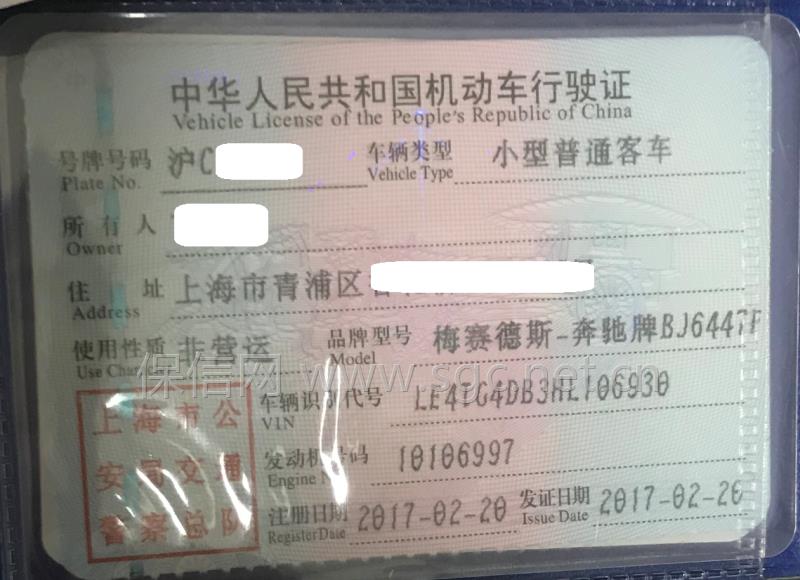 中华人民共和国机动车行驶证
Vehicle License of the People's Republic of China
号牌号码 沪C 车辆类型 小型普通客车
Plate No. Vehicle Type
所有人
Owner
住址 上海市青浦区
Address
使用性质 非营运 品牌型号 梅赛德斯-奔驰牌BJ6447F
Use Char Model
保信网 www.sgc.net.cn
上海市公 车辆识别代号 LE41G4DB3HL106930
VIN
安局交通 发动机号码 10106997
Engine N
警察总队 注册日期 2017-02-20 发证日期 2017-02-20
Register Date Issue Date